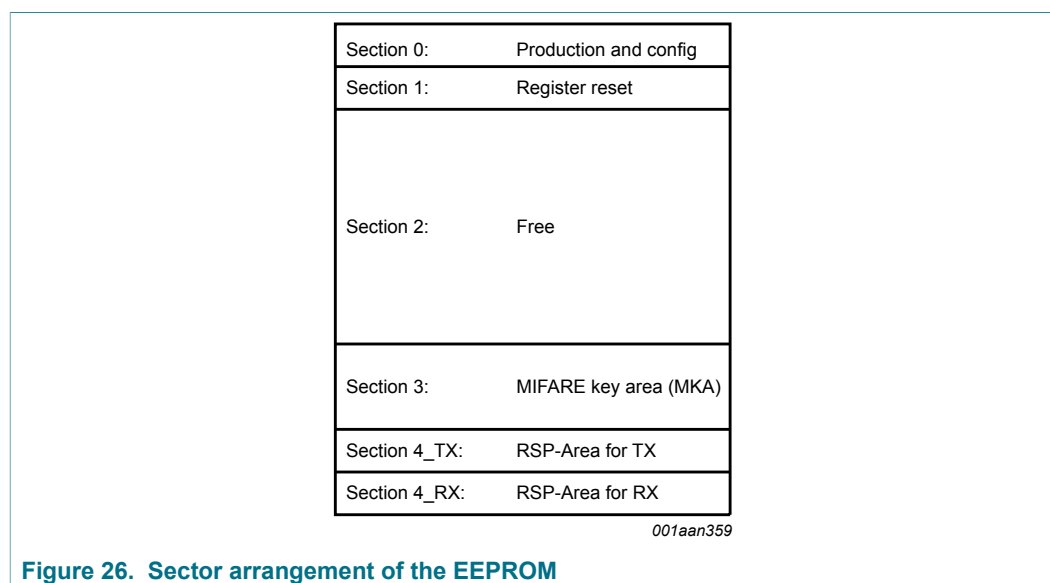 Section 0: Production and config
Section 1: Register reset
Section 2: Free
Section 3: MIFARE key area (MKA)
Section 4_TX: RSP-Area for TX
Section 4_RX: RSP-Area for RX
001aan359
Figure 26. Sector arrangement of the EEPROM